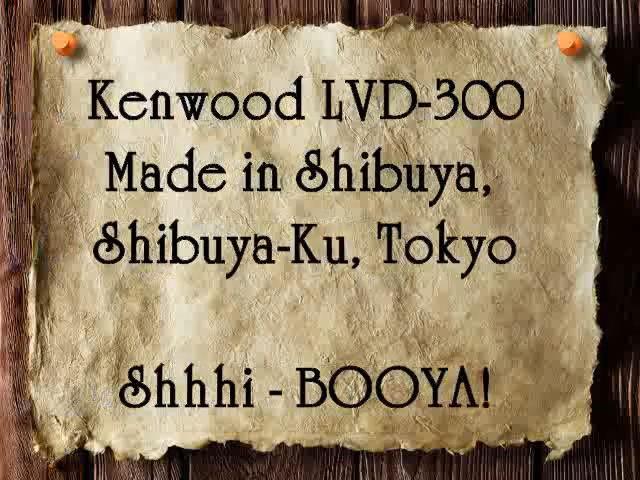 Kenwood LVD-300
Made in Shibuya,
Shibuya-Ku, Tokyo
Shhhi - BOOYA!